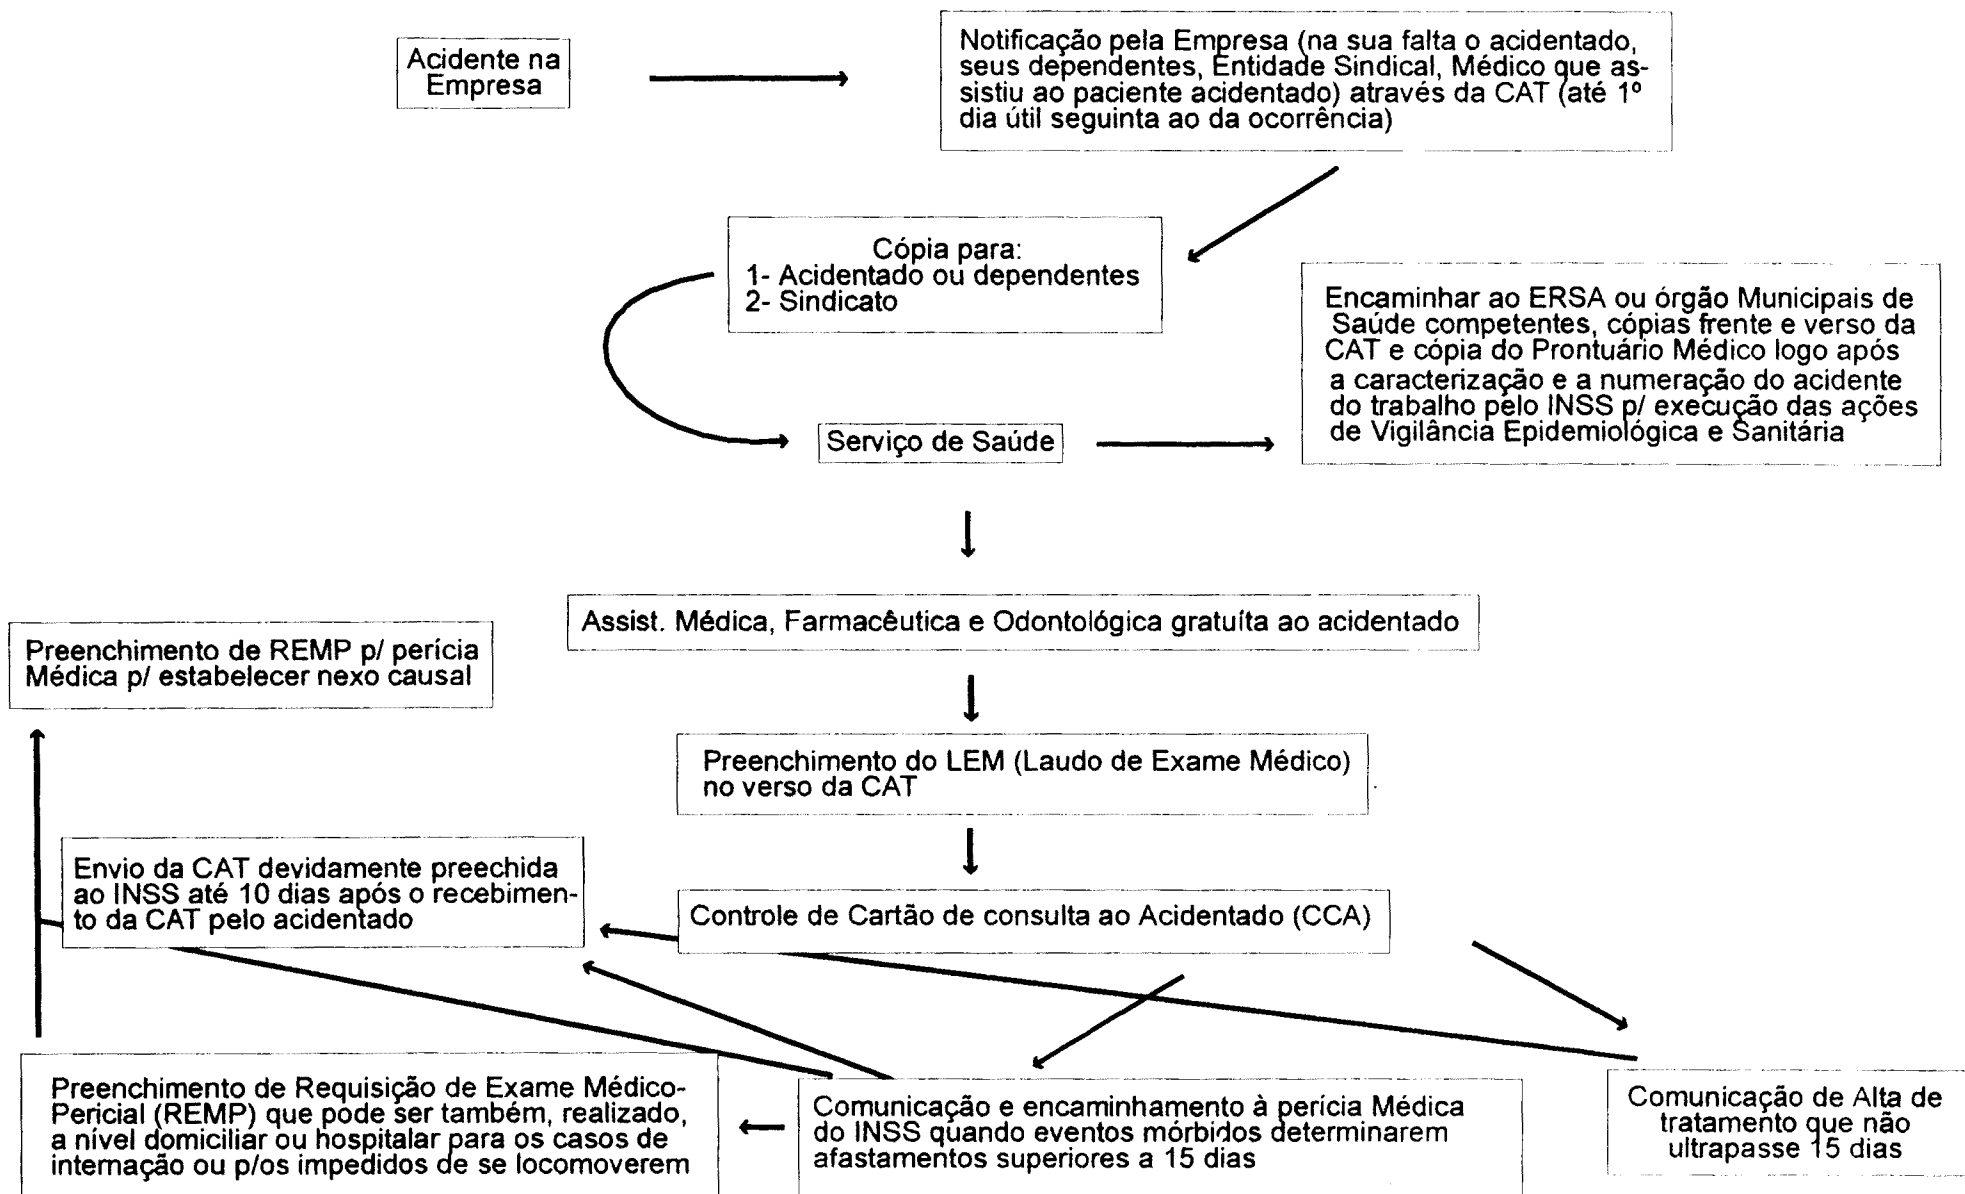 Acidente na
Empresa
Notificação pela Empresa (na sua falta o acidentado,
seus dependentes, Entidade Sindical, Médico que as-
sistiu ao paciente acidentado) através da CAT (até 1º
dia útil seguinta ao da ocorrência)
Cópia para:
1- Acidentado ou dependentes
2- Sindicato
Encaminhar ao ERSA ou órgão Municipais de
Saúde competentes, cópias frente e verso da
CAT e cópia do Prontuário Médico logo após
a caracterização e a numeração do acidente
do trabalho pelo INSS p/ execução das ações
de Vigilância Epidemiológica e Sanitária
Serviço de Saúde
Assist. Médica, Farmacêutica e Odontológica gratuíta ao acidentado
Preenchimento de REMP p/ perícia
Médica p/ estabelecer nexo causal
Preenchimento do LEM (Laudo de Exame Médico)
no verso da CAT
Envio da CAT devidamente preechida
ao INSS até 10 dias após o recebimen-
to da CAT pelo acidentado
Controle de Cartão de consulta ao Acidentado (CCA)
Preenchimento de Requisição de Exame Médico-
Pericial (REMP) que pode ser também, realizado,
a nível domiciliar ou hospitalar para os casos de
internação ou p/os impedidos de se locomoverem
Comunicação e encaminhamento à perícia Médica
do INSS quando eventos mórbidos determinarem
afastamentos superiores a 15 dias
Comunicação de Alta de
tratamento que não
ultrapasse 15 dias